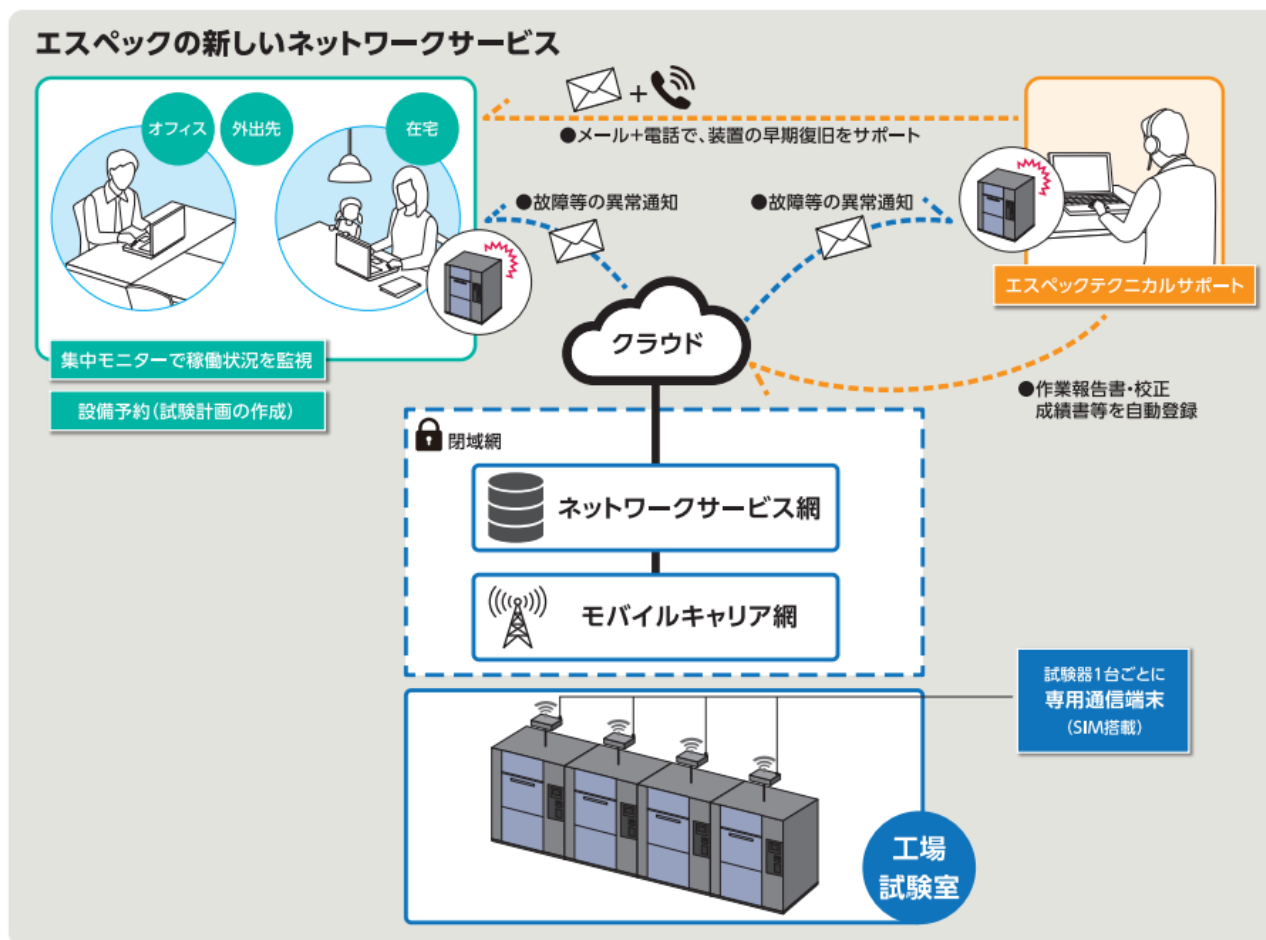 エスペックの新しいネットワークサービス
オフィス
外出先
在宅
+
●メール+電話で、装置の早期復旧をサポート
●故障等の異常通知
●故障等の異常通知
エスペックテクニカルサポート
クラウド
集中モニターで稼働状況を監視
設備予約(試験計画の作成)
●作業報告書・校正
成績書等を自動登録
閉域網
ネットワークサービス網
モバイルキャリア網
試験器1台ごとに
専用通信端末
(SIM搭載)
工場
試験室